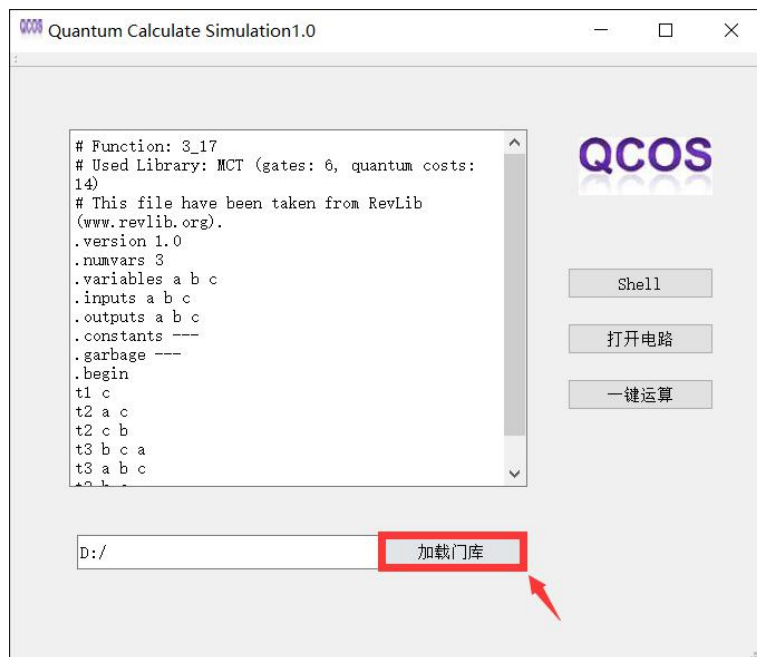 QCOS Quantum Calculate Simulation1.0
# Function: 3_17
# Used Library: MCT (gates: 6, quantum costs:
14)
# This file have been taken from RevLib
(www.revlib.org).
.version 1.0
.numvars 3
.variables a b c
.inputs a b c
.outputs a b c
.constants ---
.garbage ---
.begin
t1 c
t2 a c
t2 c b
t3 b c a
t3 a b c
QCOS
Shell
打开电路
一键运算
D:/
加载门库